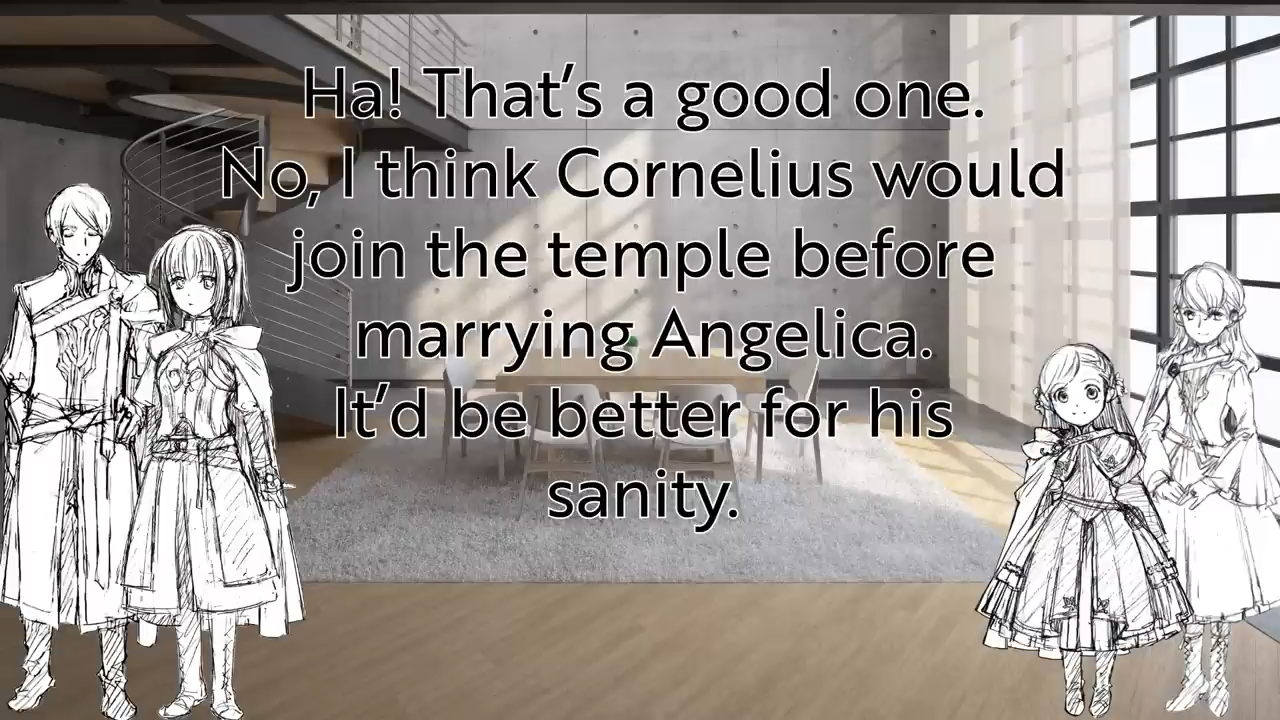 Ha! That's a good one.
No, I think Cornelius would
join the temple before
marrying Angelica.
It'd be better for his
sanity.